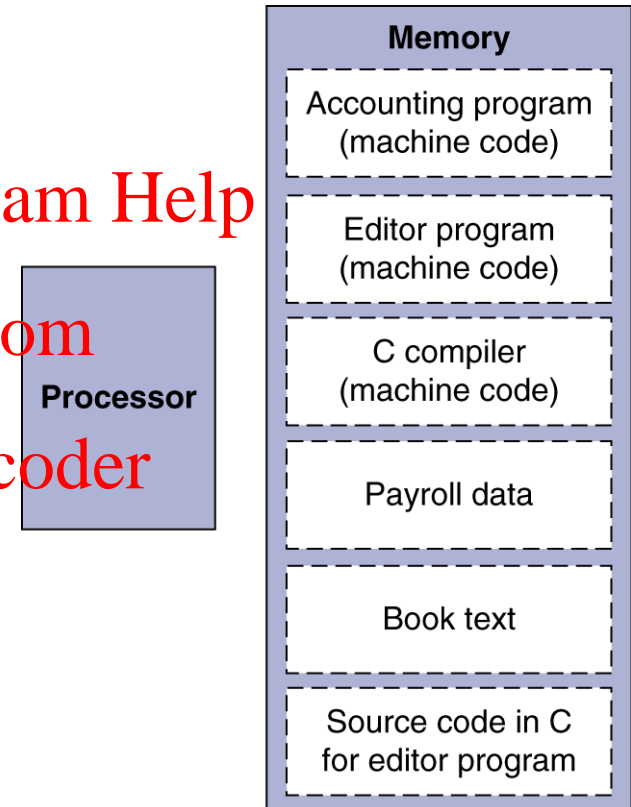 Memory
Accounting program
(machine code)
am Help
Editor program
(machine code)
om
C compiler
(machine code)
Processor
coder
Payroll data
Book text
Source code in C
for editor program